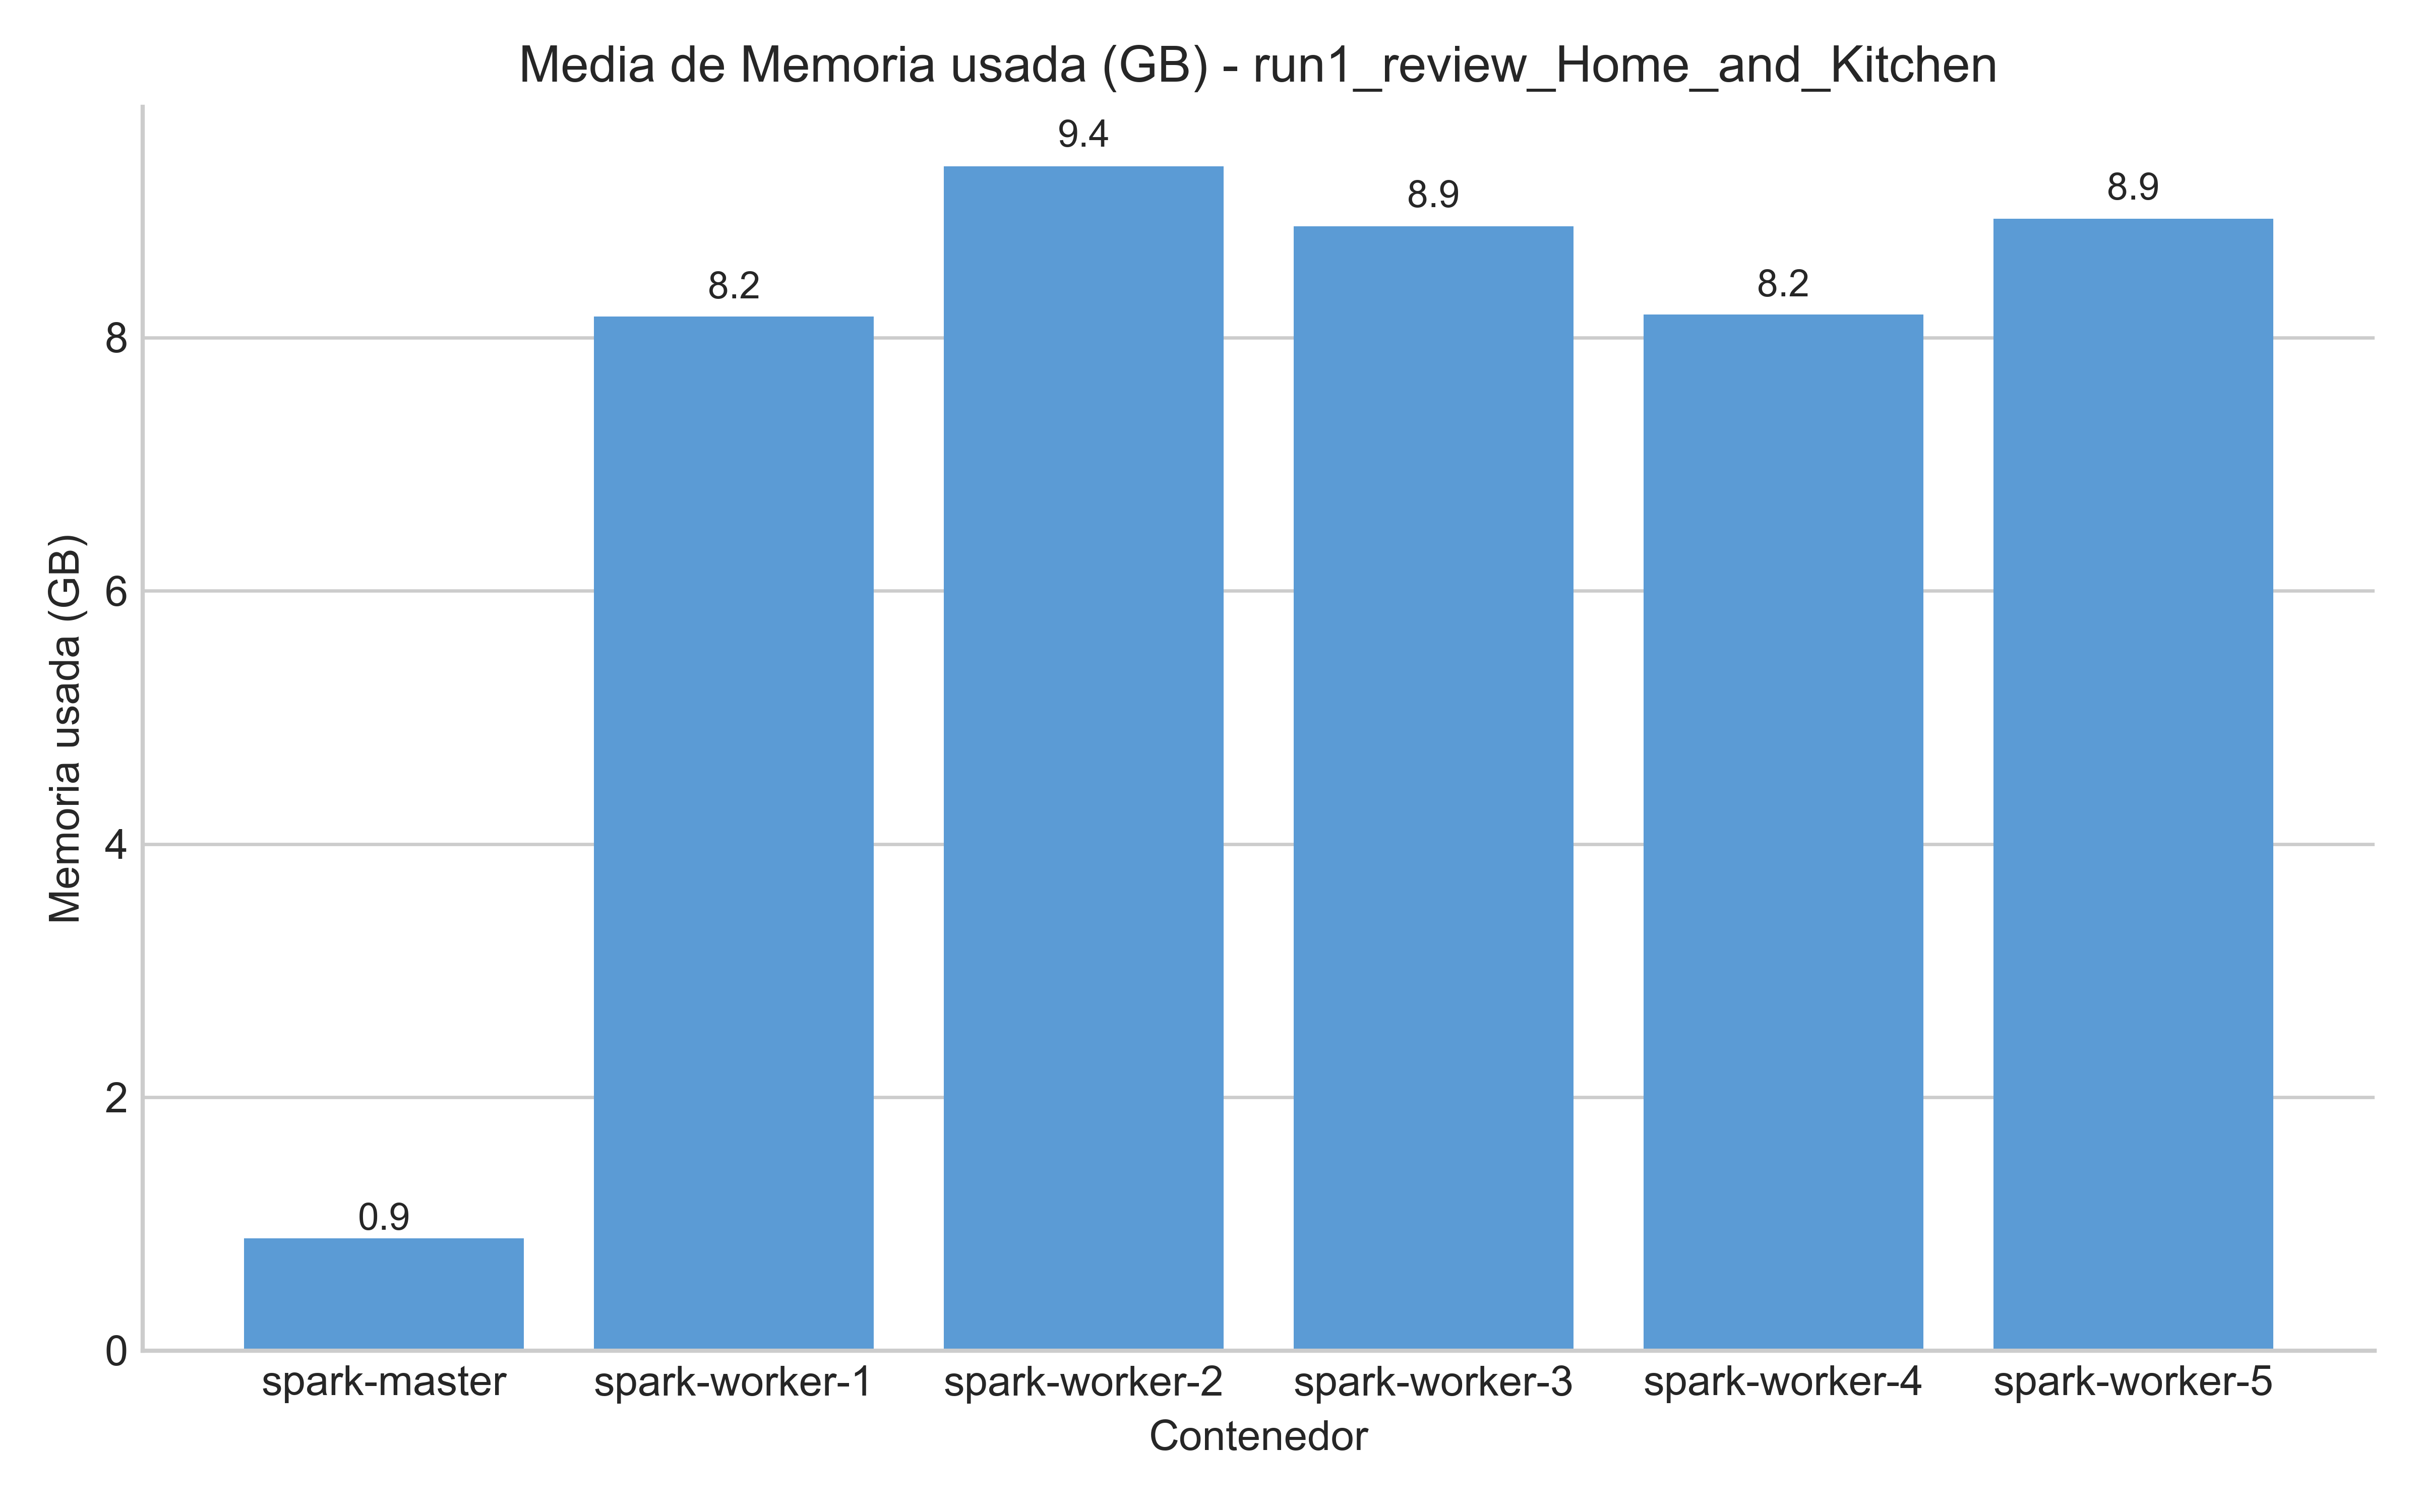 Media de Memoria usada (GB) - run1_review_Home_and_Kitchen
9.4
8.9
8.9
8.2
8.2
0.9
8
6
4
2
0
Memoria usada (GB)
spark-master
spark-worker-1
spark-worker-2
spark-worker-3
spark-worker-4
spark-worker-5
Contenedor